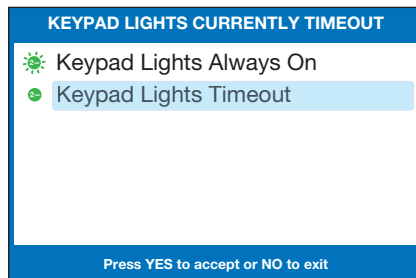 KEYPAD LIGHTS CURRENTLY TIMEOUT
Keypad Lights Always On
Keypad Lights Timeout
Press YES to accept or NO to exit